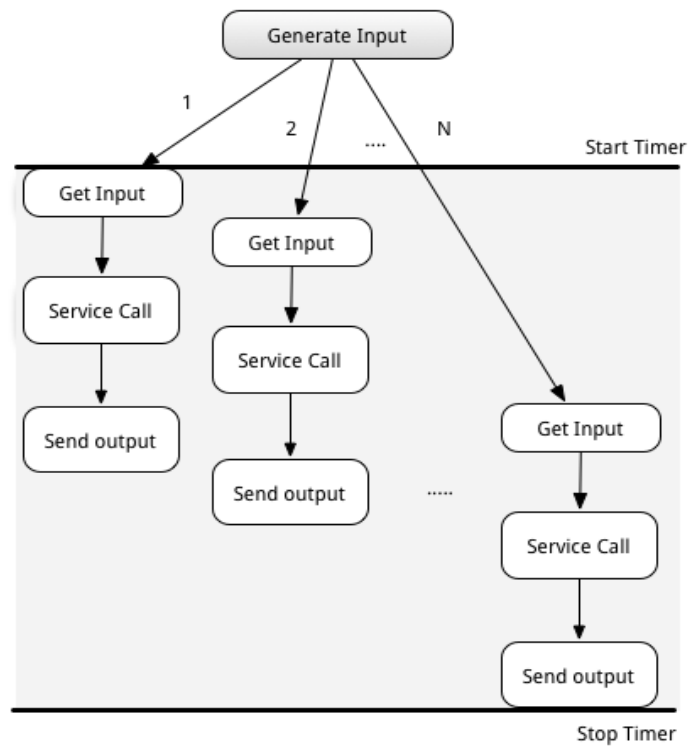 Generate Input
1
2
....
N
Start Timer
Get Input
Get Input
Service Call
Service Call
Get Input
Send output
Send output
.....
Service Call
Send output
Stop Timer